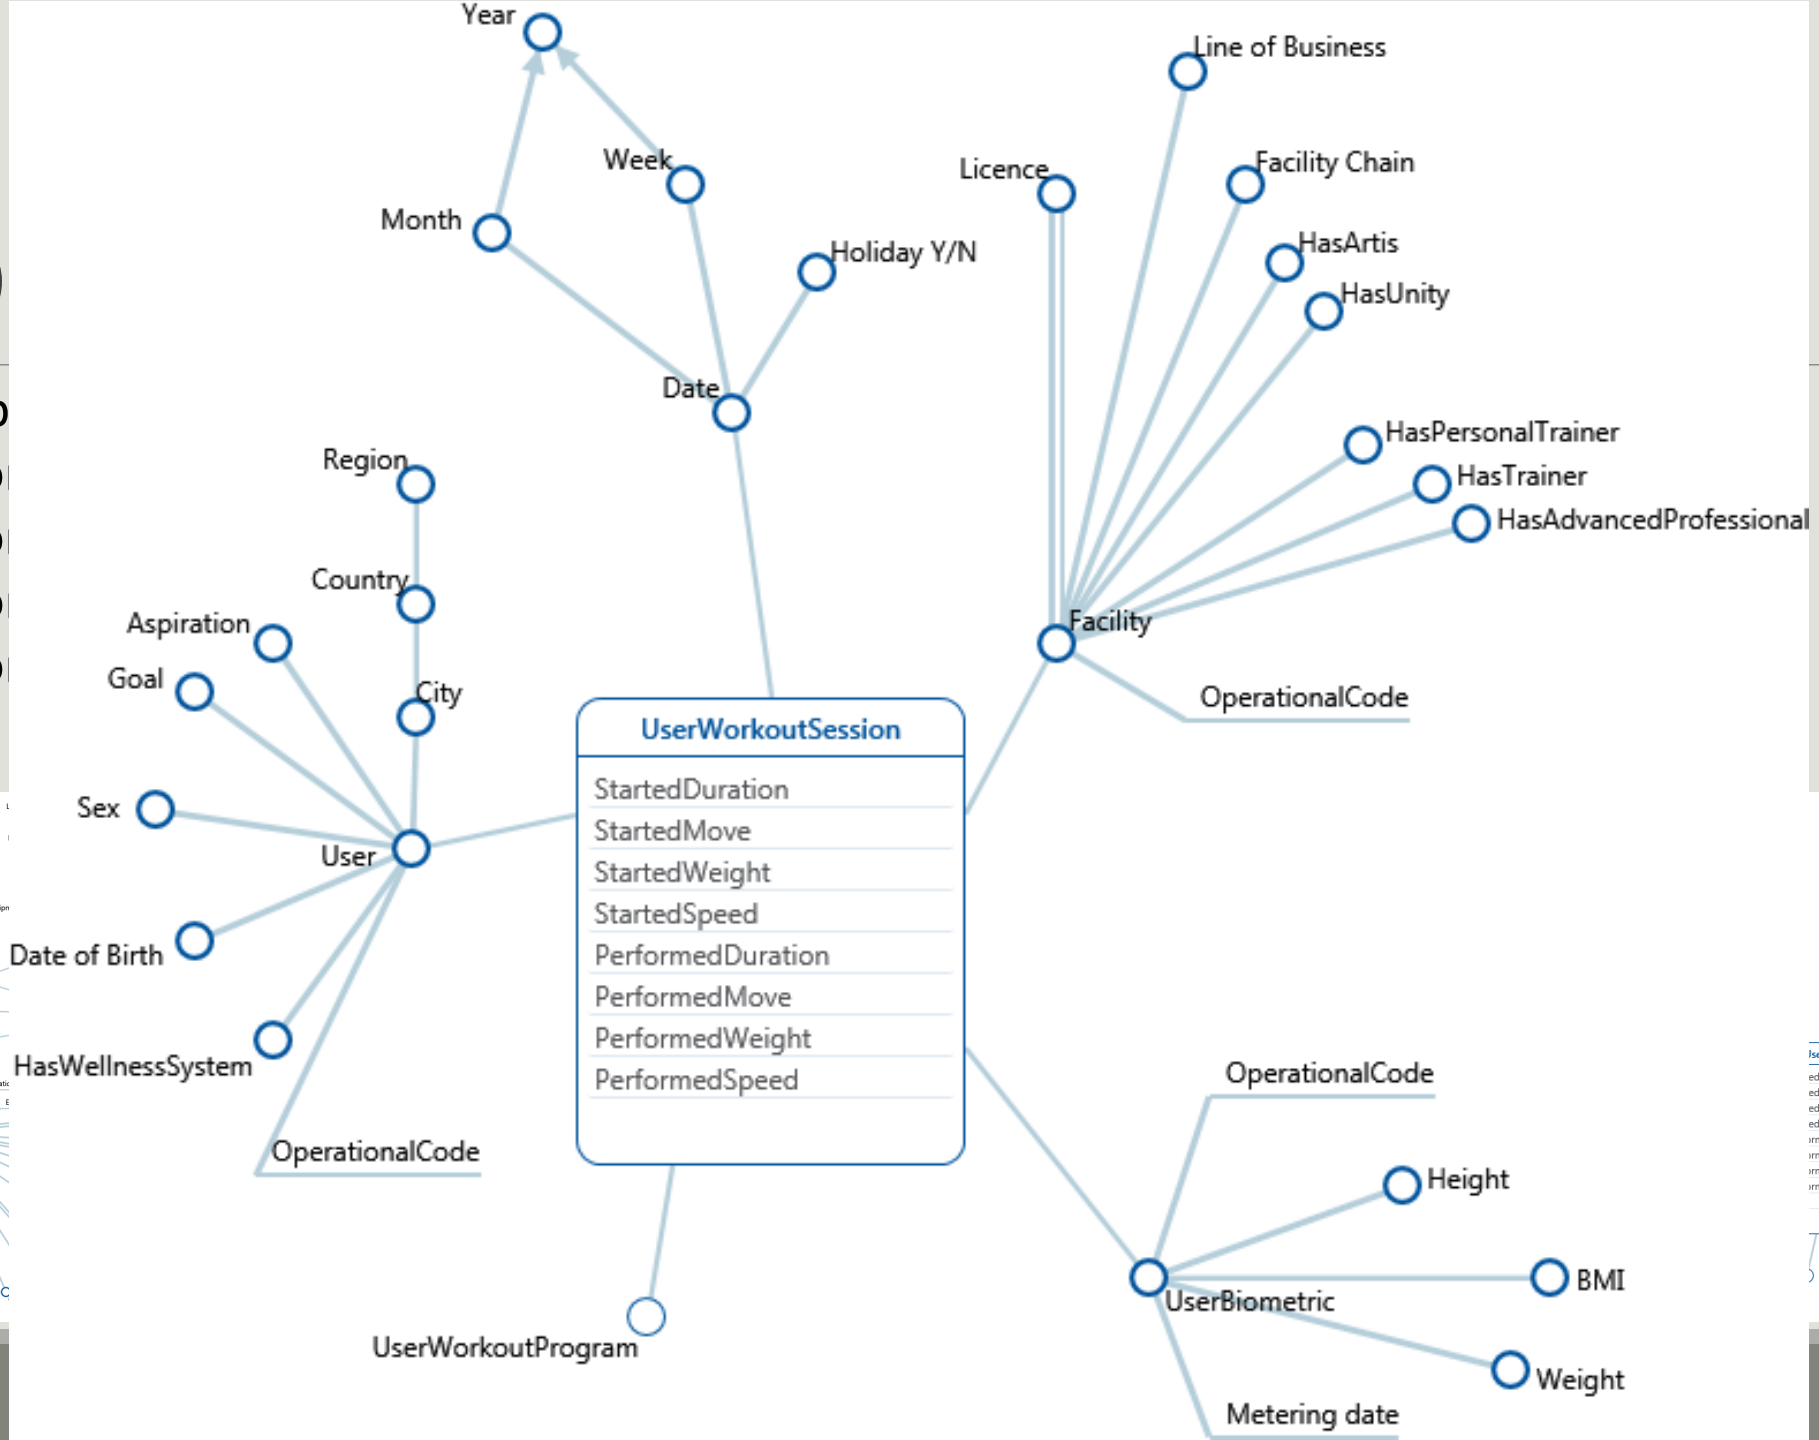 Year
Line of Business
Week
Licence
Facility Chain
Month
HasArtis
Holiday Y/N
HasUnity
Date
HasPersonalTrainer
Region
HasTrainer
HasAdvancedProfessional
Country
Aspiration
Facility
Goal
City
OperationalCode
UserWorkoutSession
StartedDuration
StartedMove
StartedWeight
StartedSpeed
PerformedDuration
PerformedMove
PerformedWeight
PerformedSpeed
Sex
User
Date of Birth
HasWellnessSystem
OperationalCode
OperationalCode
Height
BMI
UserBiometric
UserWorkoutProgram
Weight
Metering date